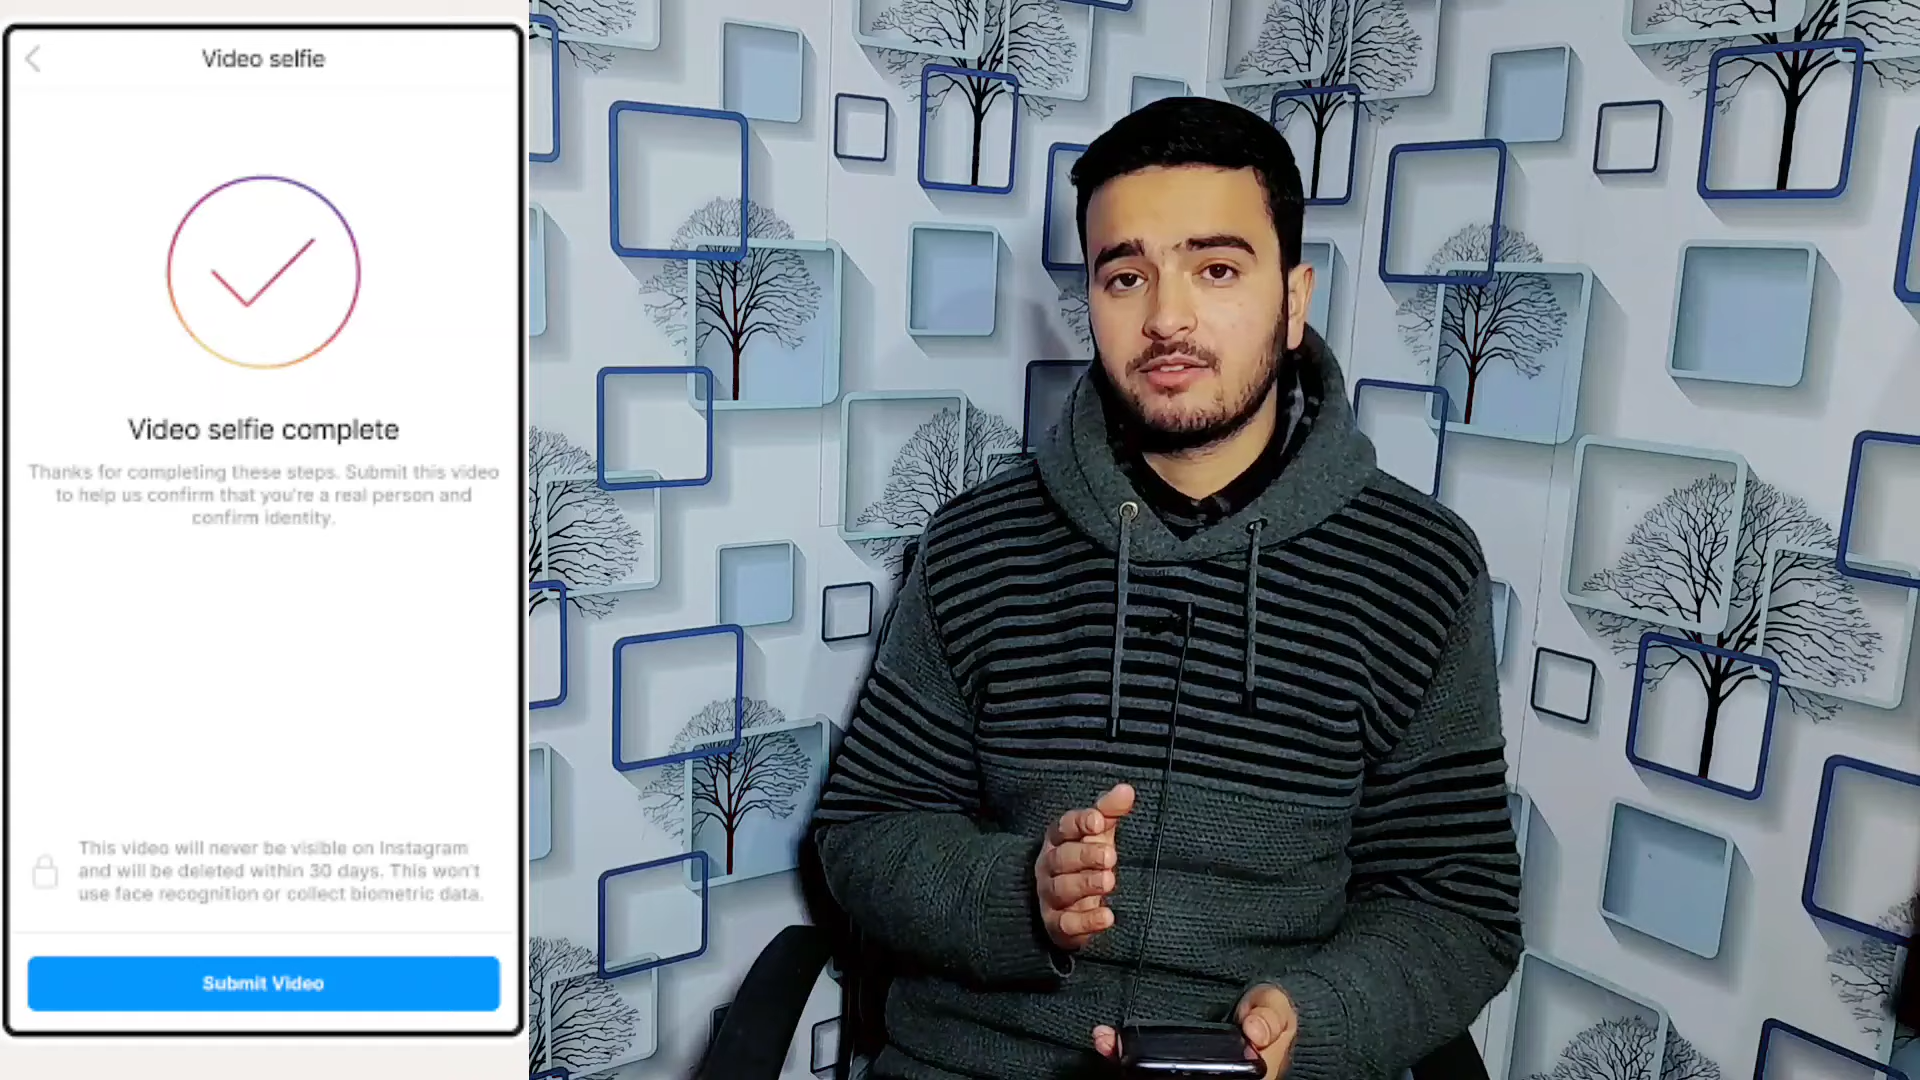 Video selfie
Video selfie complete
Thanks for completing these steps. Submit this video
to help us confirm that you're a real person and
confirm identity.
This video will never be visible on Instagram
and will be deleted within 30 days. This won't
use face recognition or collect biometric data.
Submit Video